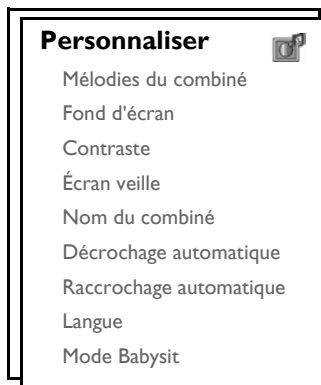 Personnaliser
Mélodies du combiné
Fond d'écran
Contraste
Écran veille
Nom du combiné
Décrochage automatique
Raccrochage automatique
Langue
Mode Babysit